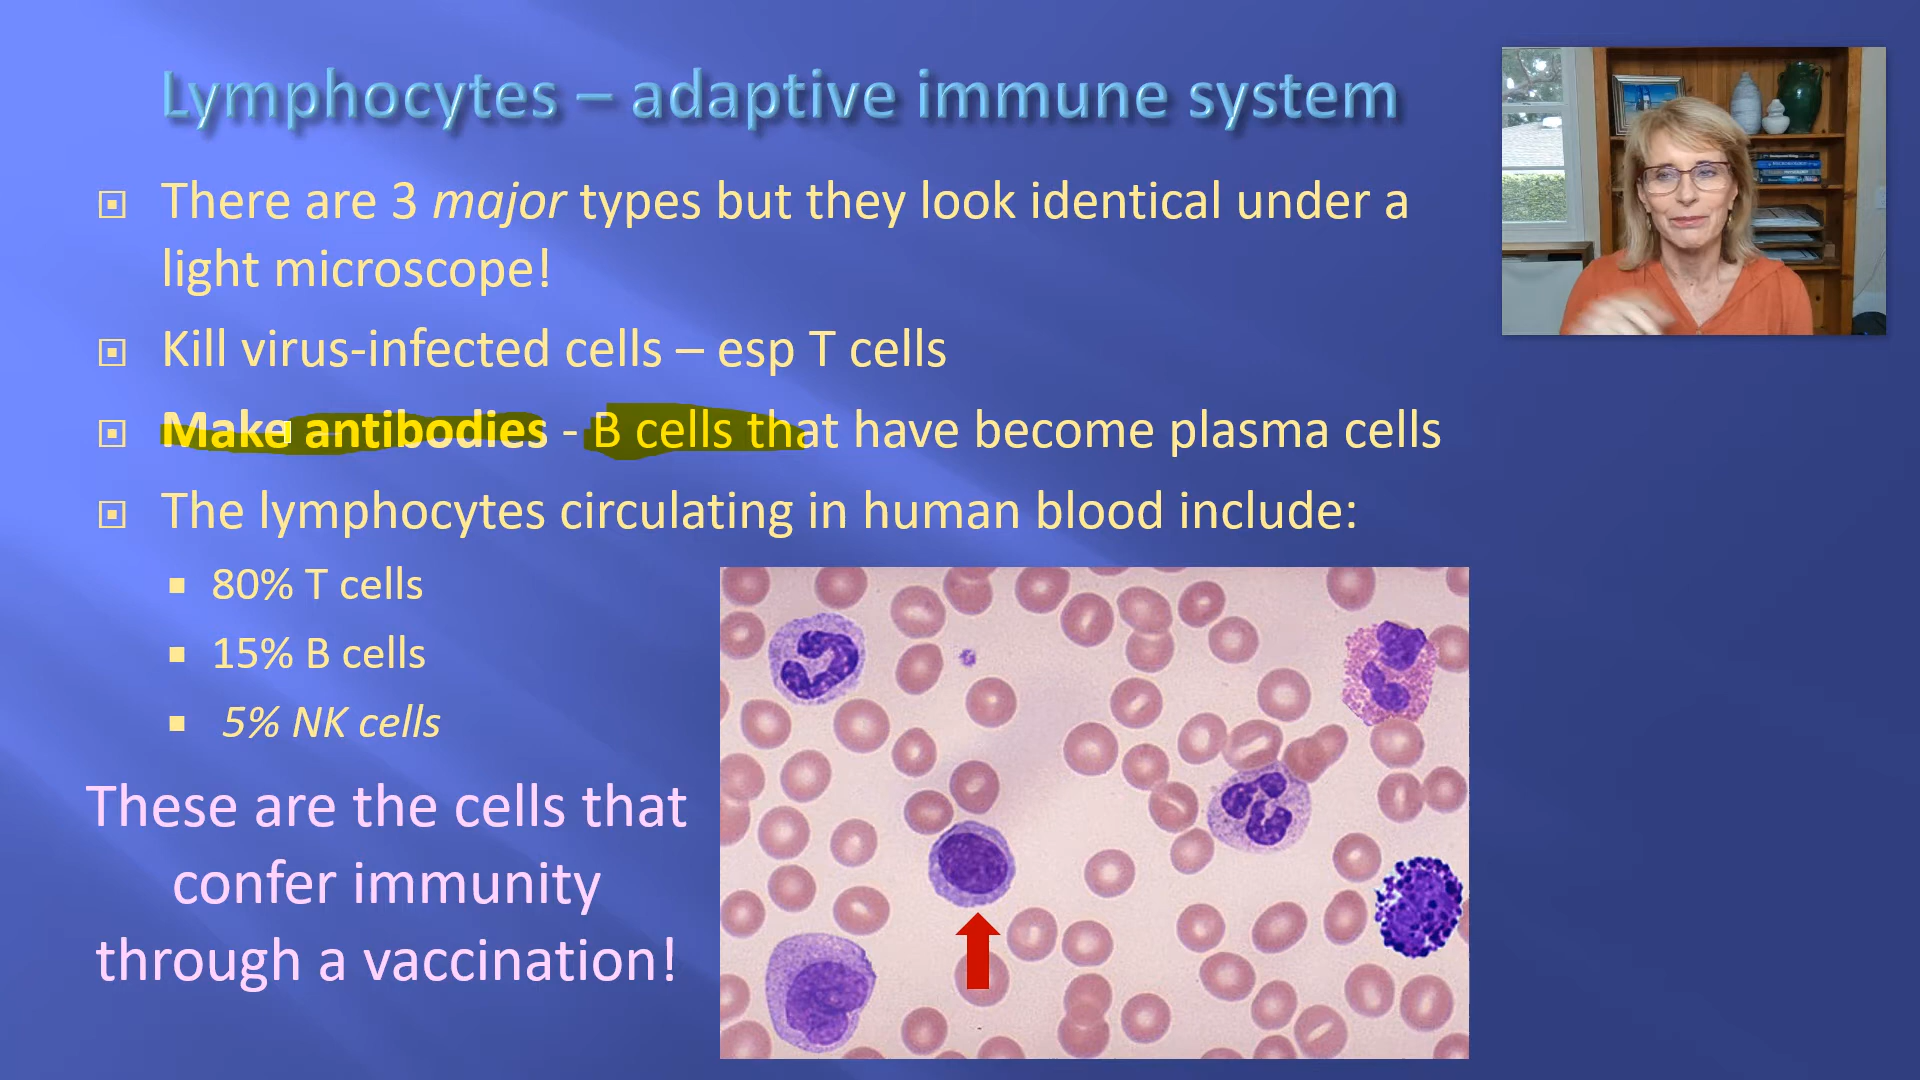 Lymphocytes – adaptive immune system
There are 3 major types but they look identical under a
light microscope!
Kill virus-infected cells – esp T cells
Make antibodies - B cells that have become plasma cells
The lymphocytes circulating in human blood include:
80% T cells
15% B cells
5% NK cells
These are the cells that
confer immunity
through a vaccination!